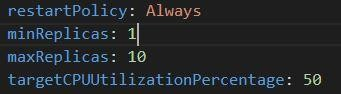 restartPolicy: Always
minReplicas: 1
maxReplicas: 10
targetCPUUtilizationPercentage: 50